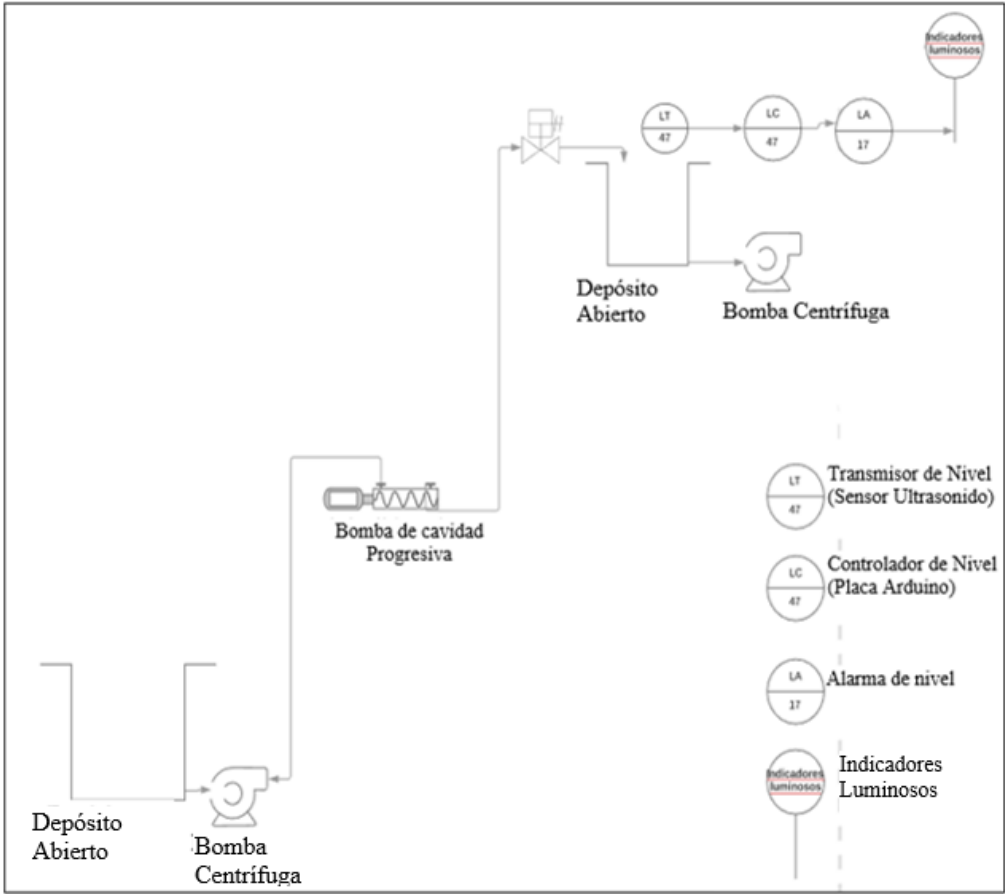 Indicadores
luminosos
LT
47
LC
47
LA
17
Depósito
Abierto
Bomba Centrífuga
Bomba de cavidad
Progresiva
LT
47
Transmisor de Nivel
(Sensor Ultrasonido)
LC
47
Controlador de Nivel
(Placa Arduino)
LA
17
Alarma de nivel
Indicadores
luminosos
Indicadores
Luminosos
Depósito
Abierto
Bomba
Centrífuga